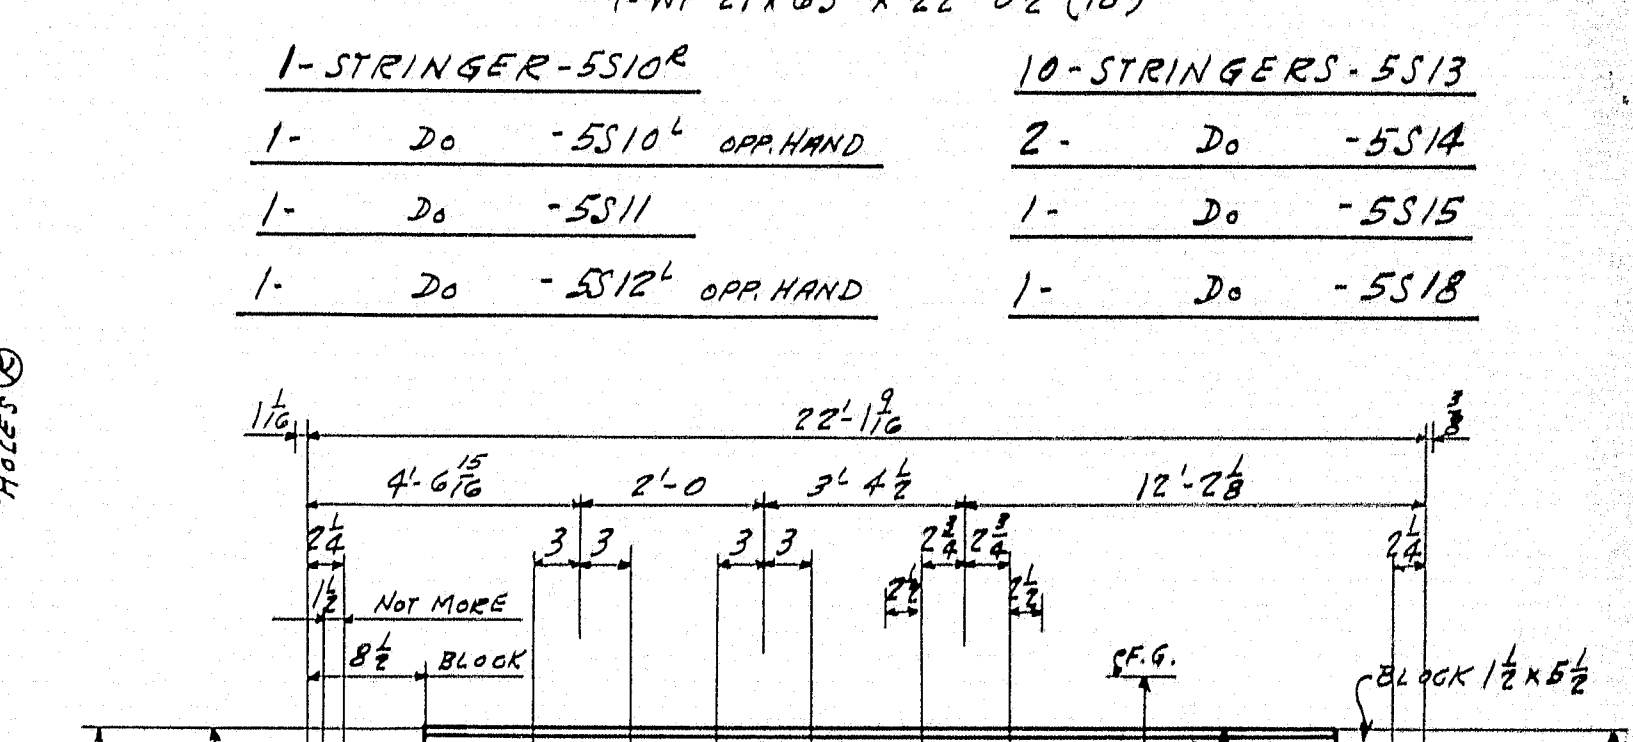 1-STRINGER-5S10ᴿ
1- Do -5S10ᴸ OPP. HAND
1- Do -5S11
1- Do -5S12ᴸ OPP. HAND
10-STRINGERS-5S13
2- Do -5S14
1- Do -5S15
1- Do -5S18
HOLES Ⓡ
1 1/16 22'-1 9/16
4'-6 15/16 2'-0 3'-4 1/2 12'-2 1/8
2 1/4 3 3 3 3 2 3/4 2 3/4 2 1/4
1 1/2 NOT MORE 2 1/2 2 1/2
8 1/2 BLOCK ȻF.G. BLOCK 1 1/2 x 5 1/2